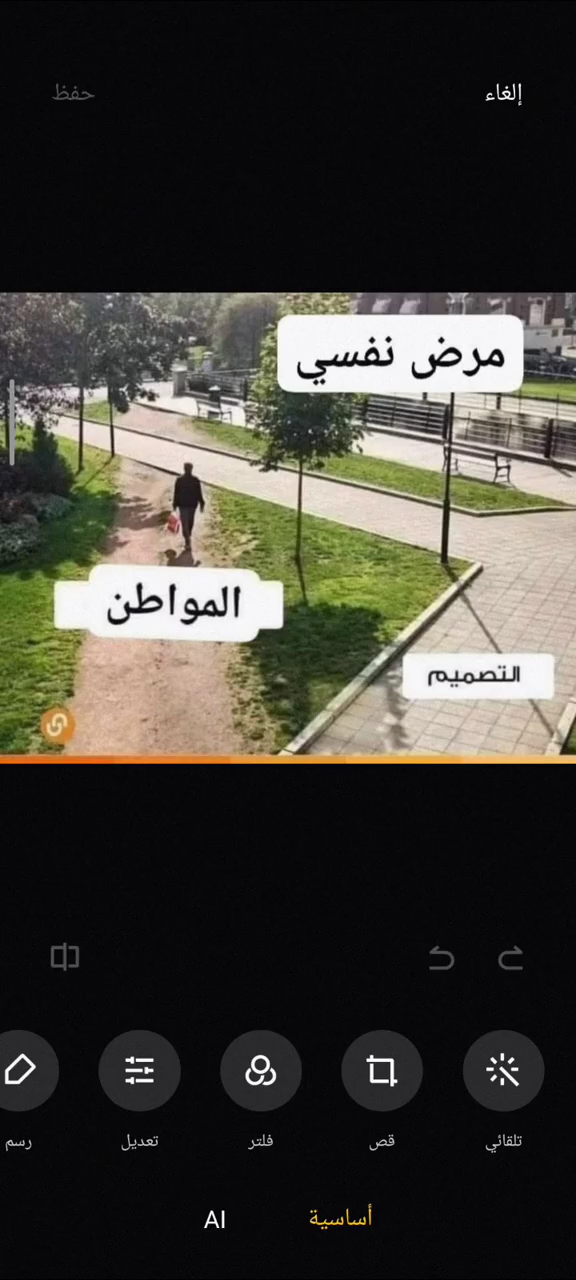 إلغاء
حفظ
مرض نفسي
المواطن
التصميم
تلقائي
قص
فلتر
تعديل
رسم
أساسية
AI